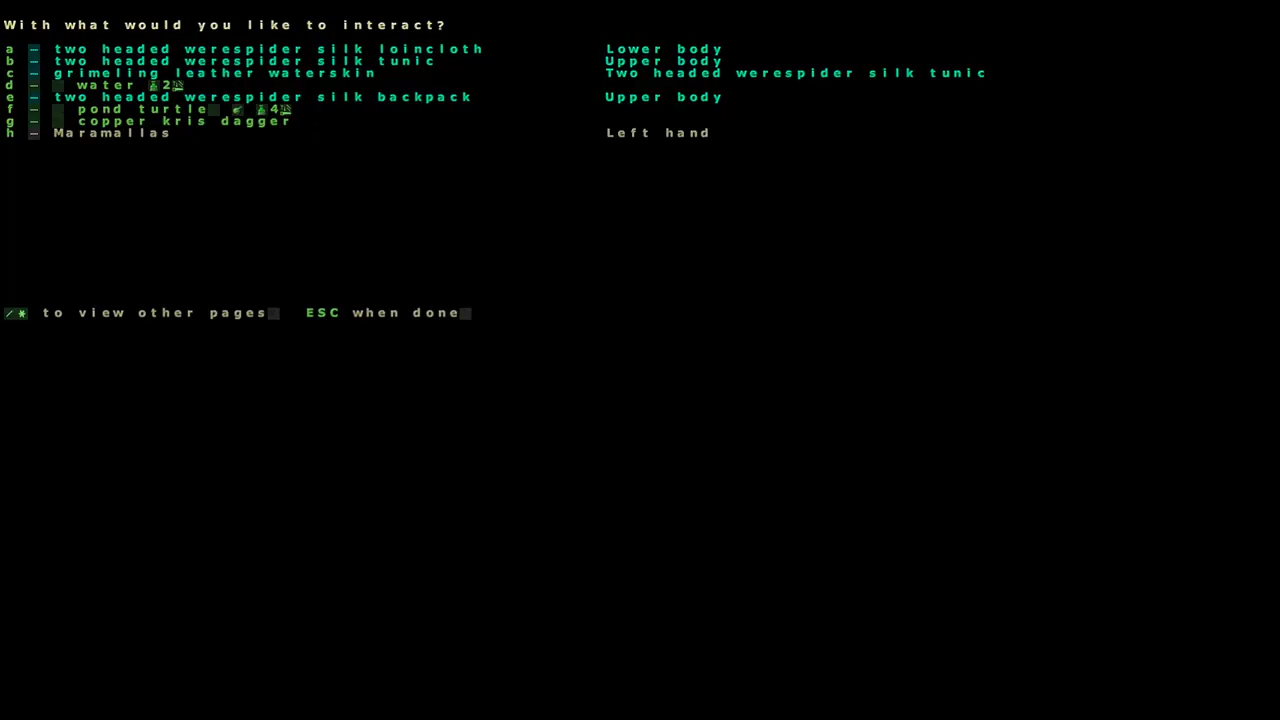 With what would you like to interact?
a – two headed werespider silk loincloth Lower body
b – two headed werespider silk tunic Upper body
c – grimeling leather waterskin Two headed werespider silk tunic
d – water 2
e – two headed werespider silk backpack Upper body
f – pond turtle 4
g – copper kris dagger
h – Maramallas Left hand
/* to view other pages ESC when done